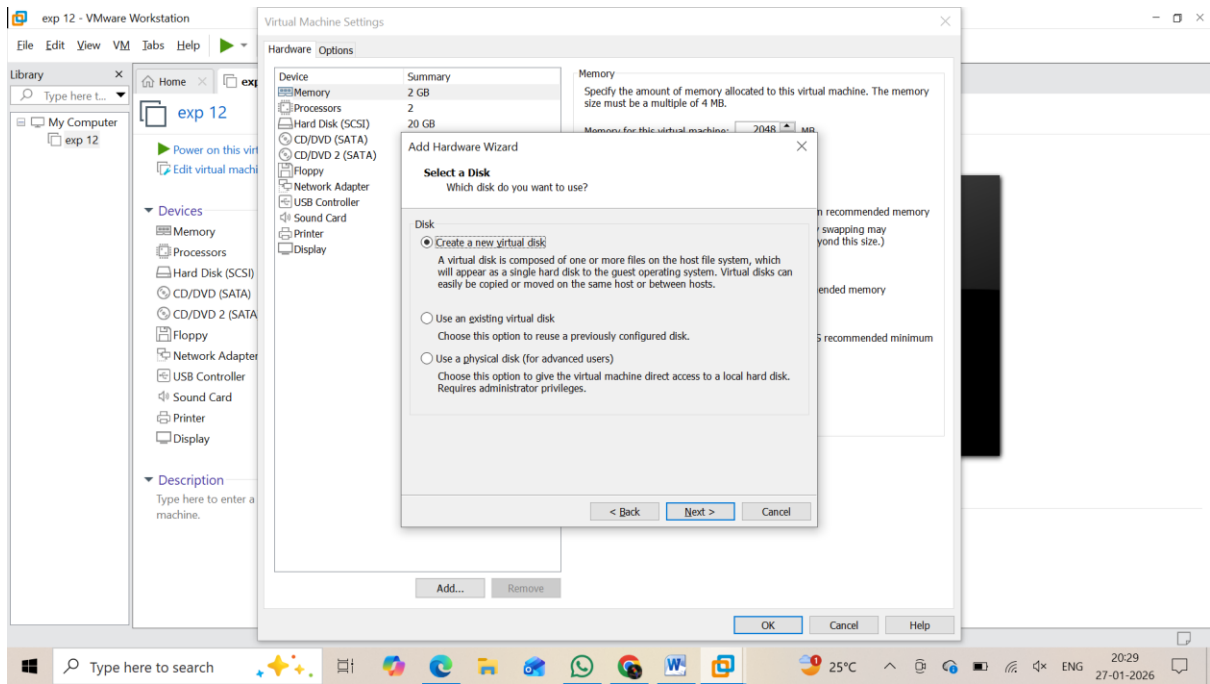 exp 12 - VMware Workstation
File Edit View VM Tabs Help
Library
Type here t...
My Computer
exp 12
Home
exp
exp 12
Power on this virt
Edit virtual machi
Devices
Memory
Processors
Hard Disk (SCSI)
CD/DVD (SATA)
CD/DVD 2 (SATA
Floppy
Network Adapter
USB Controller
Sound Card
Printer
Display
Description
Type here to enter a
machine.
Virtual Machine Settings
Hardware Options
Device Summary
Memory 2 GB
Processors 2
Hard Disk (SCSI) 20 GB
CD/DVD (SATA)
CD/DVD 2 (SATA)
Floppy
Network Adapter
USB Controller
Sound Card
Printer
Display
Add... Remove
Memory
Specify the amount of memory allocated to this virtual machine. The memory
size must be a multiple of 4 MB.
Memory for this virtual machine: 2048 MB
n recommended memory
swapping may
yond this size.)
ended memory
S recommended minimum
Add Hardware Wizard
Select a Disk
Which disk do you want to use?
Disk
Create a new virtual disk
A virtual disk is composed of one or more files on the host file system, which
will appear as a single hard disk to the guest operating system. Virtual disks can
easily be copied or moved on the same host or between hosts.
Use an existing virtual disk
Choose this option to reuse a previously configured disk.
Use a physical disk (for advanced users)
Choose this option to give the virtual machine direct access to a local hard disk.
Requires administrator privileges.
< Back Next > Cancel
OK Cancel Help
Type here to search
25°C
ENG
20:29
27-01-2026